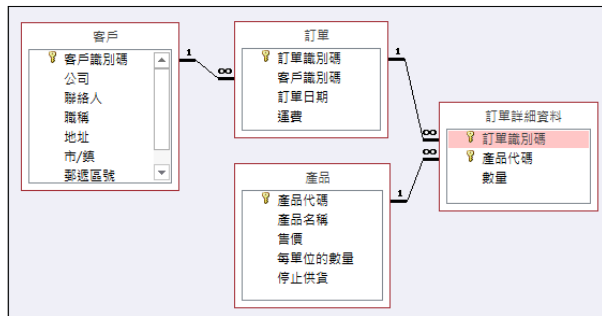 客戶
客戶識別碼
公司
聯絡人
職稱
地址
市/鎮
郵遞區號
1
∞
訂單
訂單識別碼
客戶識別碼
訂單日期
運費
1
∞
訂單詳細資料
訂單識別碼
產品代碼
數量
∞
1
產品
產品代碼
產品名稱
售價
每單位的數量
停止供貨